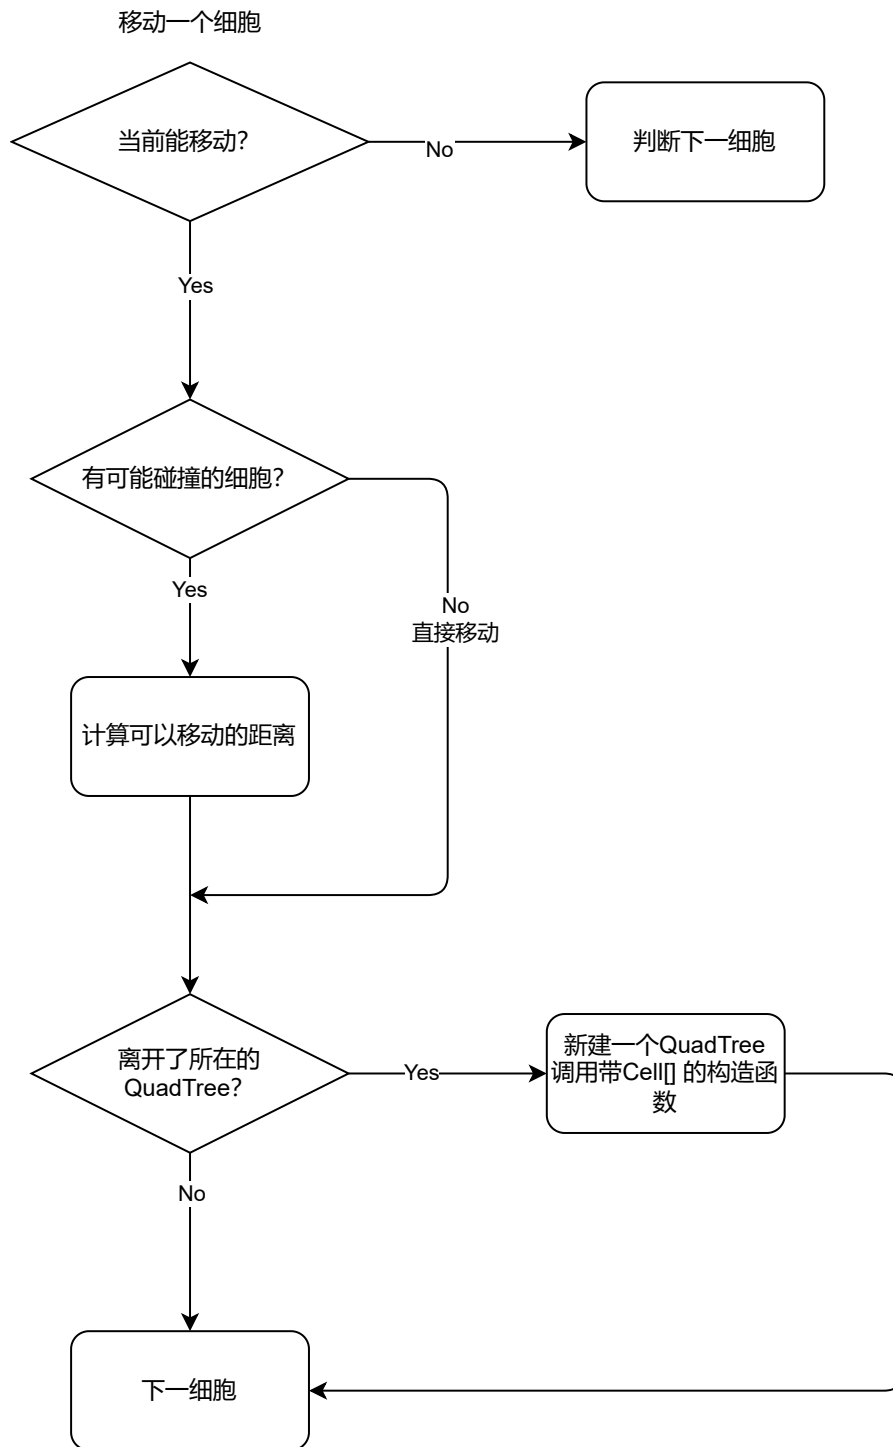 移动一个细胞
当前能移动？
No
判断下一细胞
Yes
有可能碰撞的细胞？
Yes
No
直接移动
计算可以移动的距离
离开了所在的
QuadTree？
Yes
新建一个QuadTree
调用带Cell[] 的构造函
数
No
下一细胞